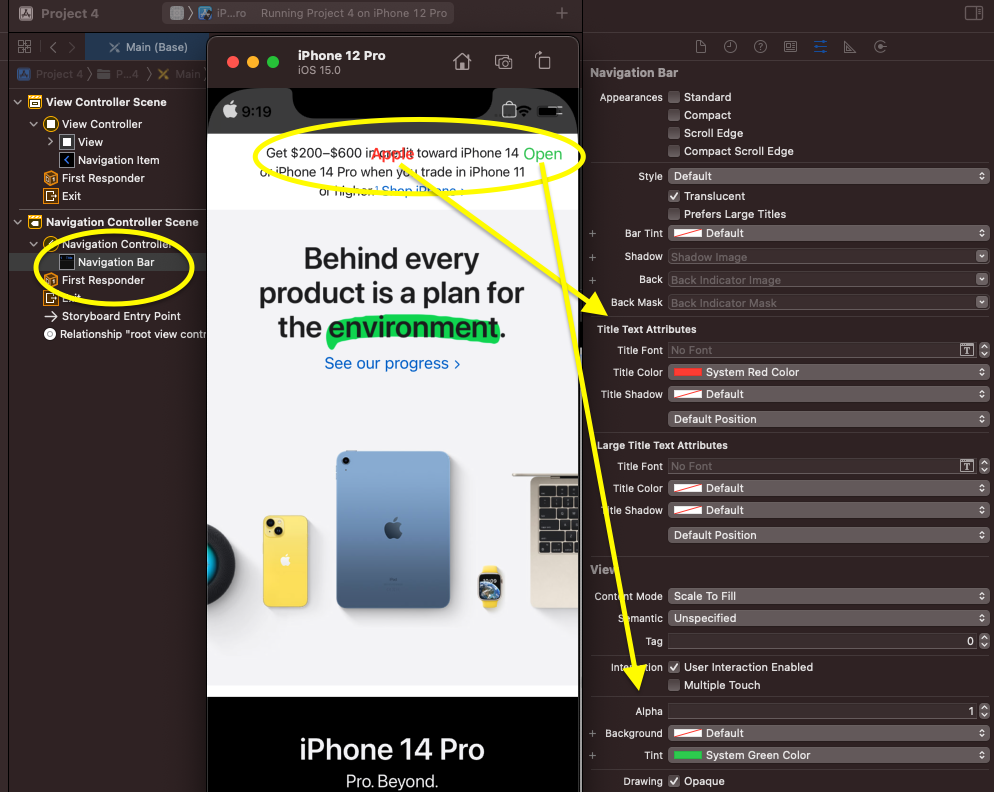 Project 4
iP...ro Running Project 4 on iPhone 12 Pro
Main (Base)
Project 4 P...4 Main
View Controller Scene
View Controller
View
Navigation Item
First Responder
Exit
Navigation Controller Scene
Navigation Controller
Navigation Bar
First Responder
Exit
Storyboard Entry Point
Relationship "root view contr
iPhone 12 Pro
iOS 15.0
9:19
Get $200–$600 in credit toward iPhone 14
or iPhone 14 Pro when you trade in iPhone 11
or higher.¹ Shop iPhone >
Apple
Open
Behind every
product is a plan for
the environment.
See our progress >
iPhone 14 Pro
Pro. Beyond.
Navigation Bar
Appearances Standard
Compact
Scroll Edge
Compact Scroll Edge
Style Default
Translucent
Prefers Large Titles
+ Bar Tint Default
+ Shadow Shadow Image
+ Back Back Indicator Image
Back Mask Back Indicator Mask
Title Text Attributes
Title Font No Font
Title Color System Red Color
Title Shadow Default
Default Position
Large Title Text Attributes
Title Font No Font
Title Color Default
Title Shadow Default
Default Position
View
Content Mode Scale To Fill
Semantic Unspecified
Tag 0
Interaction User Interaction Enabled
Multiple Touch
Alpha 1
+ Background Default
+ Tint System Green Color
Drawing Opaque